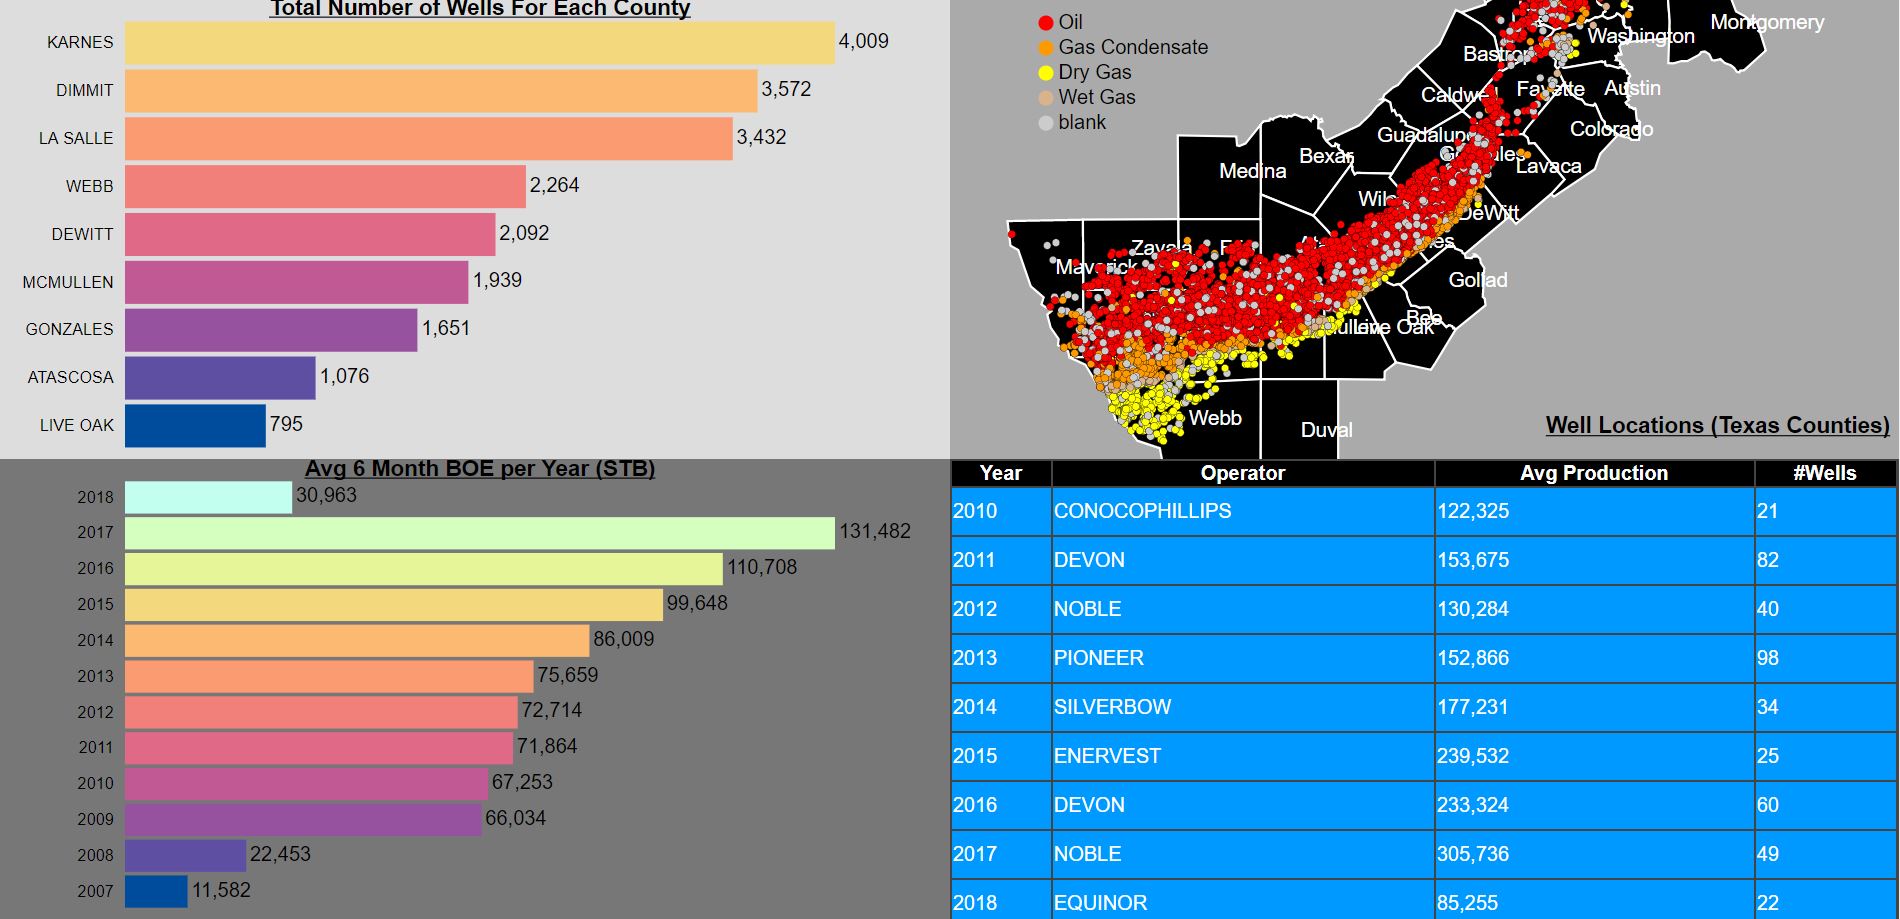 Total Number of Wells For Each County
KARNES 4,009
DIMMIT 3,572
LA SALLE 3,432
WEBB 2,264
DEWITT 2,092
MCMULLEN 1,939
GONZALES 1,651
ATASCOSA 1,076
LIVE OAK 795
Oil
Gas Condensate
Dry Gas
Wet Gas
blank
Montgomery
Washington
Fayette
Austin
Colorado
Guadalupe
Bexar
Medina
Lavaca
DeWitt
Zavala
Maverick
Goliad
Bee
Live Oak
Webb
Duval
Well Locations (Texas Counties)
Avg 6 Month BOE per Year (STB)
2018 30,963
2017 131,482
2016 110,708
2015 99,648
2014 86,009
2013 75,659
2012 72,714
2011 71,864
2010 67,253
2009 66,034
2008 22,453
2007 11,582
Year Operator Avg Production #Wells
2010 CONOCOPHILLIPS 122,325 21
2011 DEVON 153,675 82
2012 NOBLE 130,284 40
2013 PIONEER 152,866 98
2014 SILVERBOW 177,231 34
2015 ENERVEST 239,532 25
2016 DEVON 233,324 60
2017 NOBLE 305,736 49
2018 EQUINOR 85,255 22